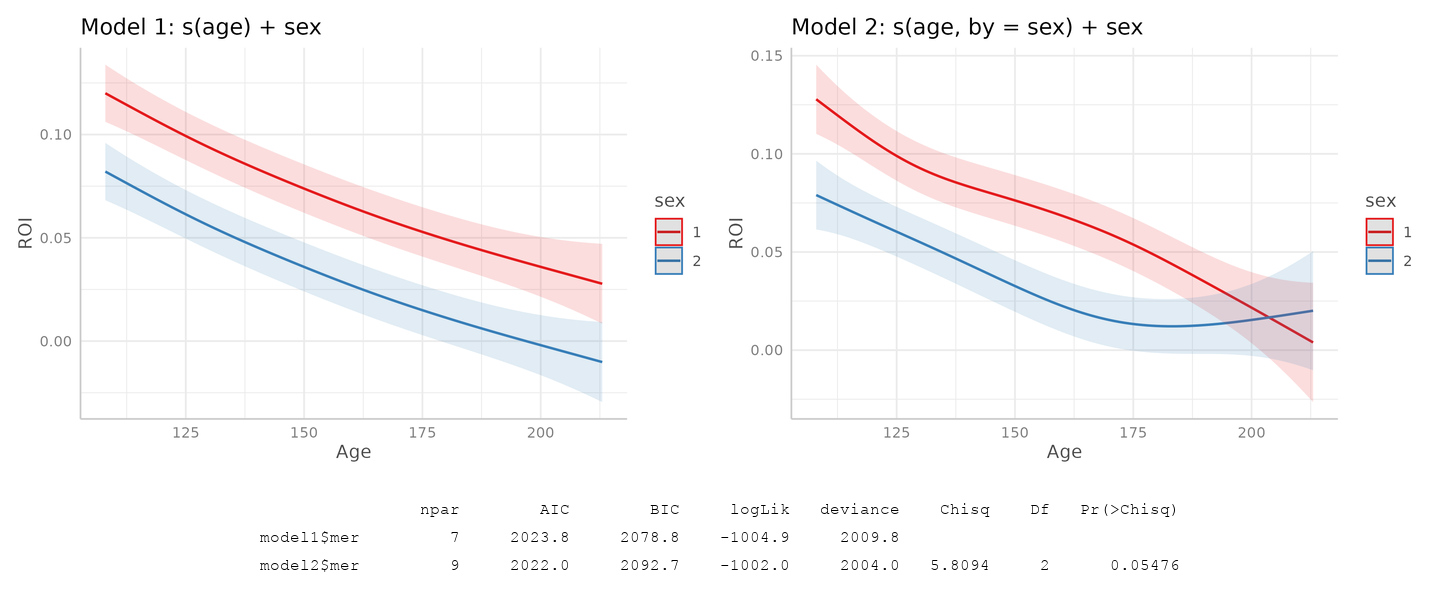 Model 1: s(age) + sex
0.10
0.05
0.00
ROI
125 150 175 200
Age
sex
1
2
Model 2: s(age, by = sex) + sex
0.15
0.10
0.05
0.00
ROI
125 150 175 200
Age
sex
1
2
npar AIC BIC logLik deviance Chisq Df Pr(>Chisq)
model1$mer 7 2023.8 2078.8 -1004.9 2009.8
model2$mer 9 2022.0 2092.7 -1002.0 2004.0 5.8094 2 0.05476